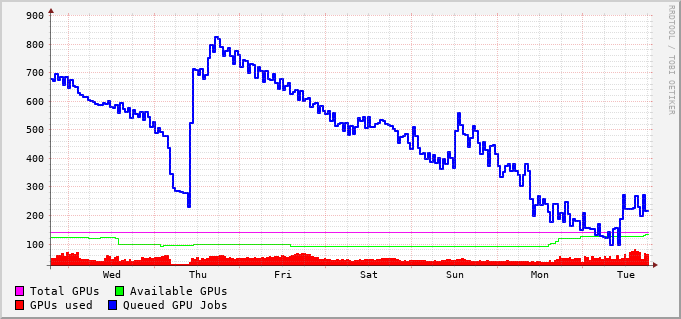 900
800
700
600
500
400
300
200
100
Wed Thu Fri Sat Sun Mon Tue
Total GPUs Available GPUs
GPUs used Queued GPU Jobs
RRDTOOL / TOBI OETIKER